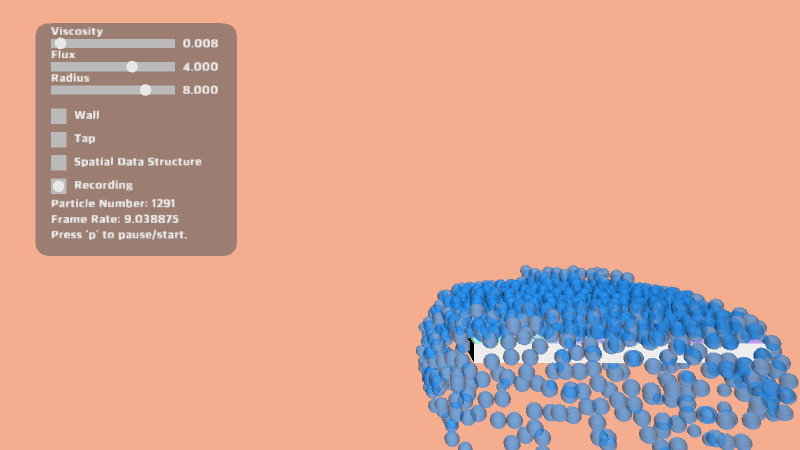 Viscosity
0.008
Flux
4.000
Radius
8.000
Wall
Tap
Spatial Data Structure
Recording
Particle Number: 1291
Frame Rate: 9.038875
Press 'p' to pause/start.